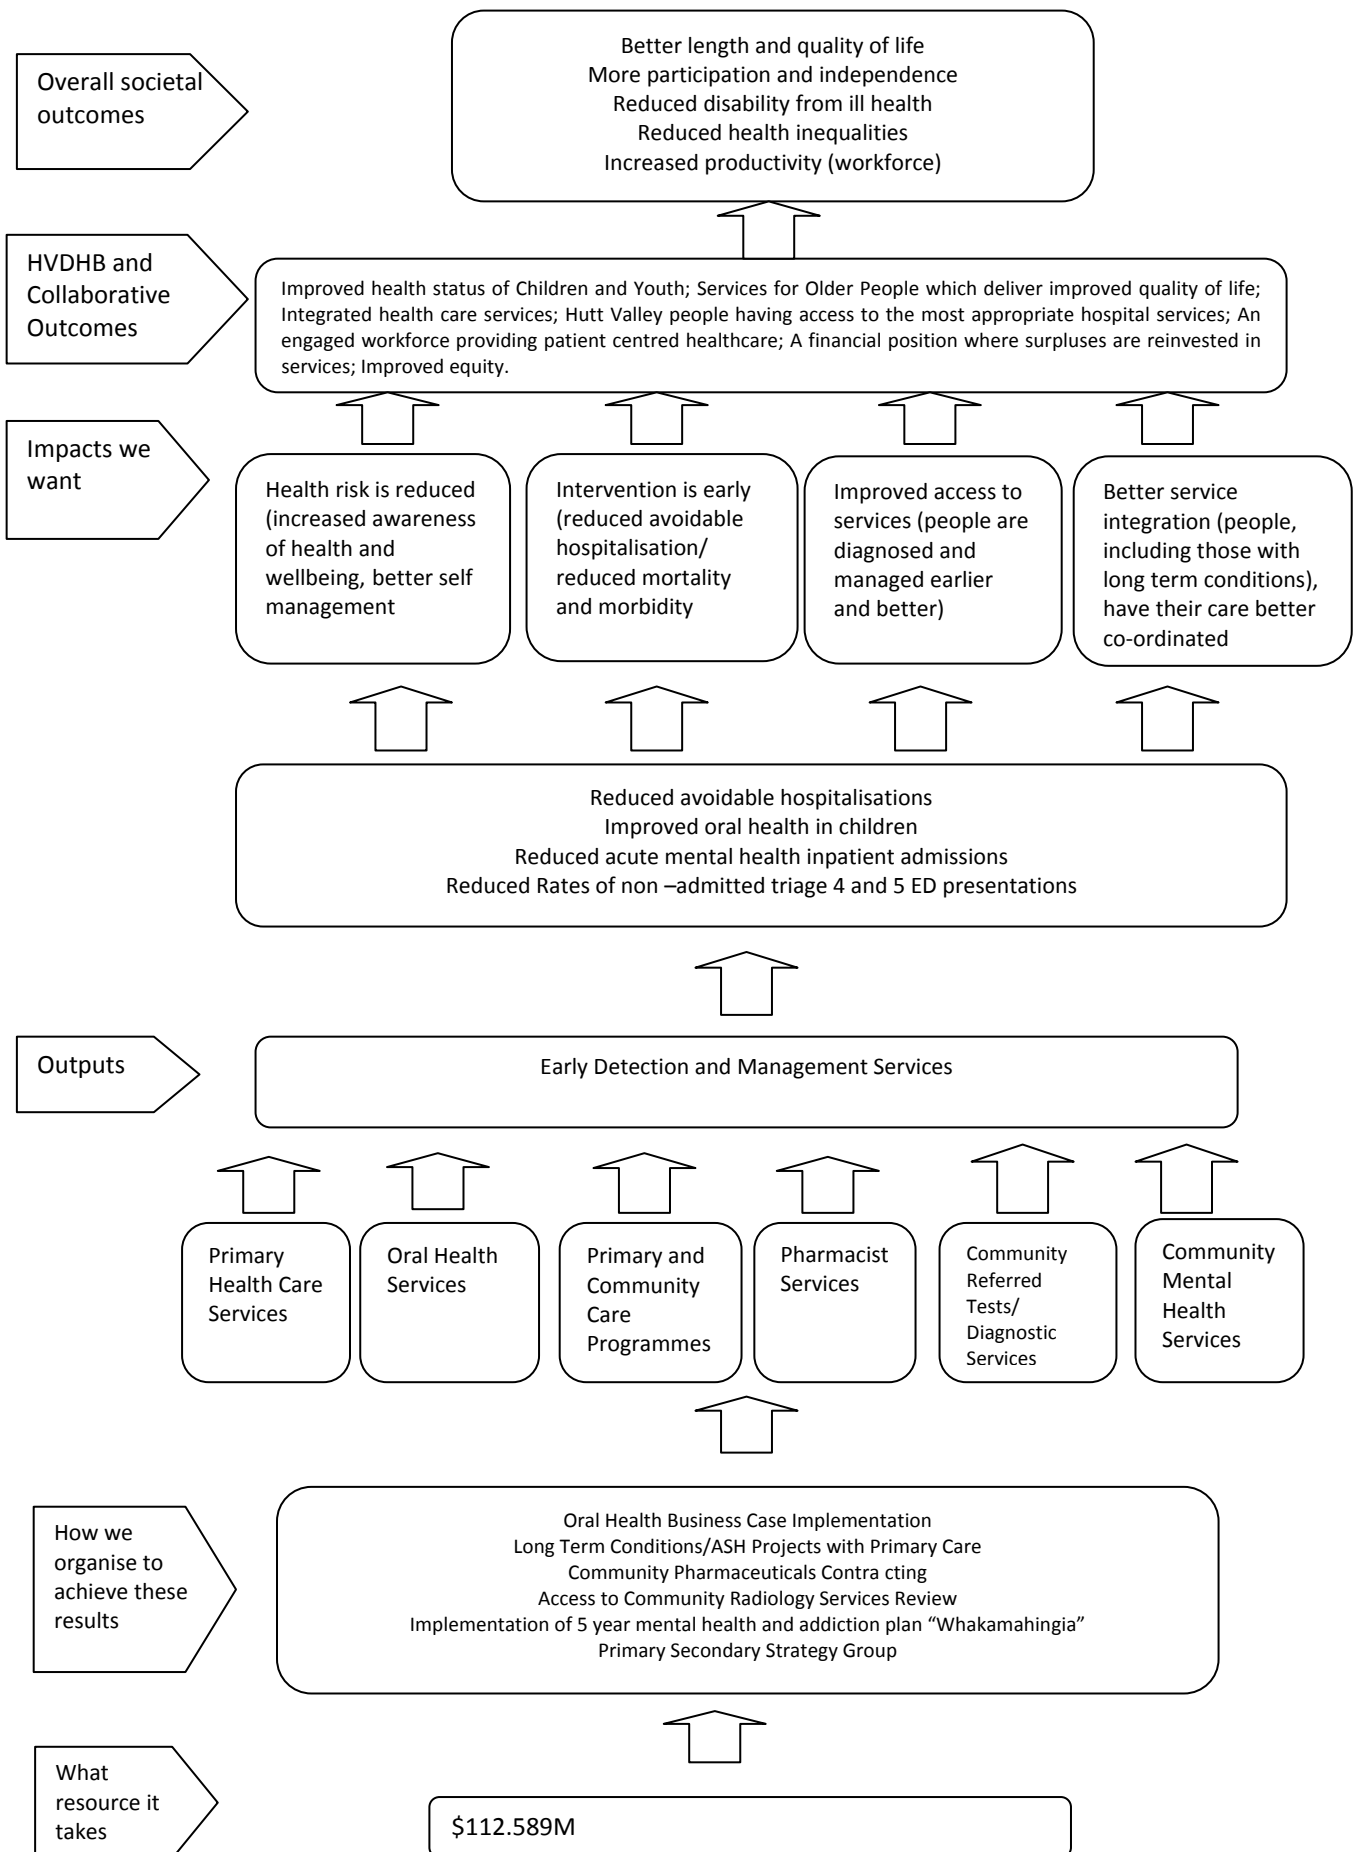 Overall societal
outcomes
Better length and quality of life
More participation and independence
Reduced disability from ill health
Reduced health inequalities
Increased productivity (workforce)
HVDHB and
Collaborative
Outcomes
Improved health status of Children and Youth; Services for Older People which deliver improved quality of life;
Integrated health care services; Hutt Valley people having access to the most appropriate hospital services; An
engaged workforce providing patient centred healthcare; A financial position where surpluses are reinvested in
services; Improved equity.
Impacts we
want
Health risk is reduced
(increased awareness
of health and
wellbeing, better self
management
Intervention is early
(reduced avoidable
hospitalisation/
reduced mortality
and morbidity
Improved access to
services (people are
diagnosed and
managed earlier
and better)
Better service
integration (people,
including those with
long term conditions),
have their care better
co-ordinated
Reduced avoidable hospitalisations
Improved oral health in children
Reduced acute mental health inpatient admissions
Reduced Rates of non –admitted triage 4 and 5 ED presentations
Outputs
Early Detection and Management Services
Primary
Health Care
Services
Oral Health
Services
Primary and
Community
Care
Programmes
Pharmacist
Services
Community
Referred
Tests/
Diagnostic
Services
Community
Mental
Health
Services
How we
organise to
achieve these
results
Oral Health Business Case Implementation
Long Term Conditions/ASH Projects with Primary Care
Community Pharmaceuticals Contra cting
Access to Community Radiology Services Review
Implementation of 5 year mental health and addiction plan “Whakamahingia”
Primary Secondary Strategy Group
What
resource it
takes
$112.589M